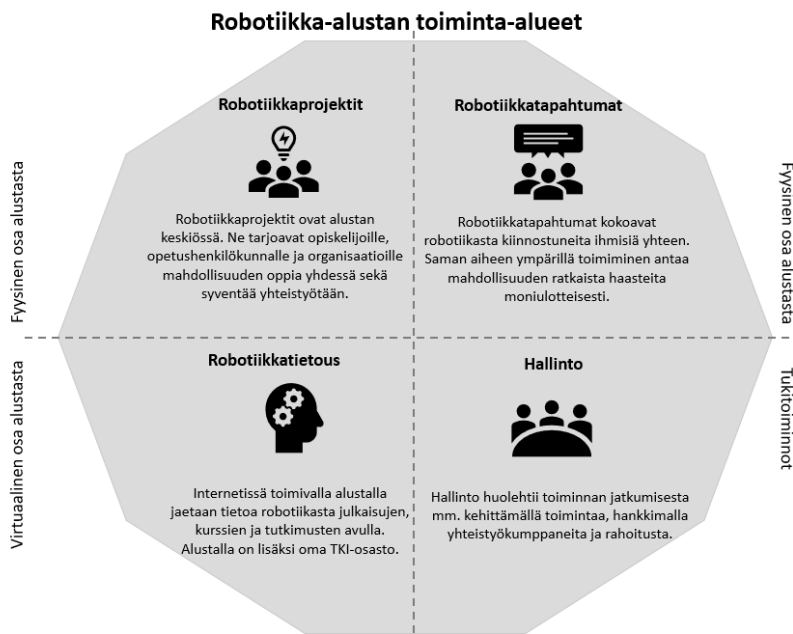 Robotiikka-alustan toiminta-alueet
Fyysinen osa alustasta
Robotiikkaprojektit
Robotiikkaprojektit ovat alustan
keskiössä. Ne tarjoavat opiskelijoille,
opetushenkilökunnalle ja organisaatioille
mahdollisuuden oppia yhdessä sekä
syventää yhteistyötään.
Robotiikkatapahtumat
Robotiikkatapahtumat kokoavat
robotiikasta kiinnostuneita ihmisiä yhteen.
Saman aiheen ympärillä toimiminen antaa
mahdollisuuden ratkaista haasteita
moniulotteisesti.
Fyysinen osa alustasta
Virtuaalinen osa alustasta
Robotiikkatietous
Internetissä toimivalla alustalla
jaetaan tietoa robotiikasta julkaisujen,
kurssien ja tutkimusten avulla.
Alustalla on lisäksi oma TKI-osasto.
Hallinto
Hallinto huolehtii toiminnan jatkumisesta
mm. kehittämällä toimintaa, hankkimalla
yhteistyökumppaneita ja rahoitusta.
Tukitoiminnot